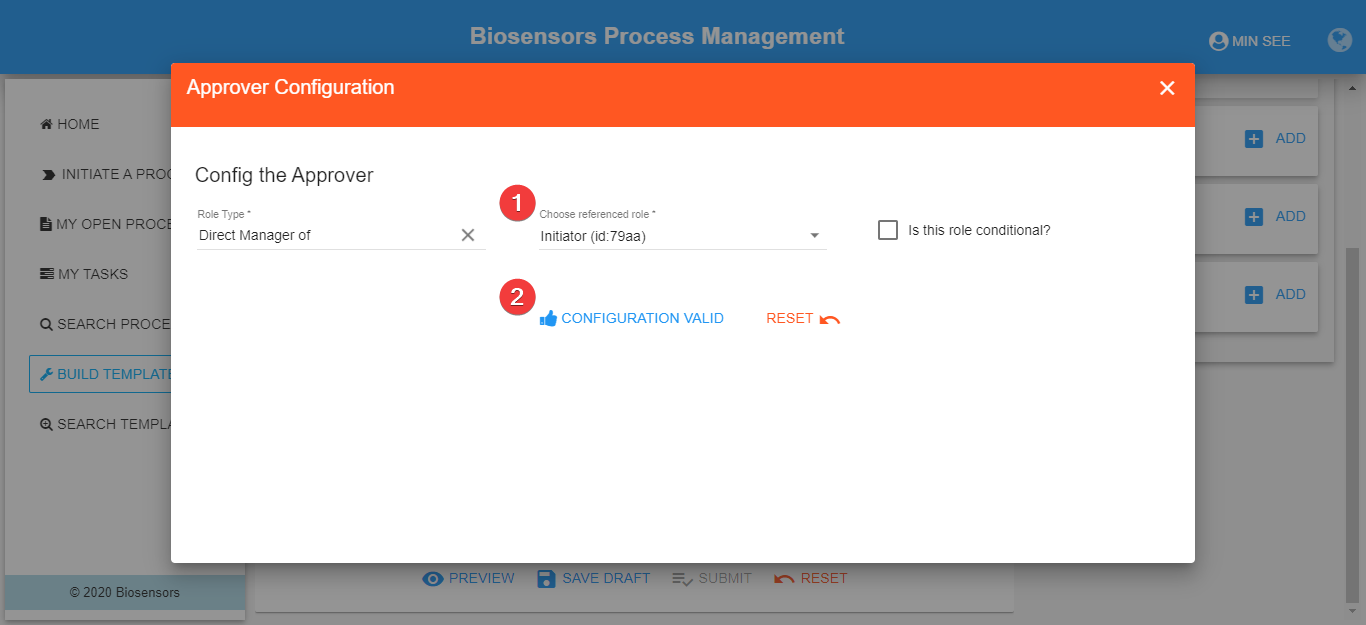 Biosensors Process Management
MIN SEE
Approver Configuration
HOME
INITIATE A PROC
MY OPEN PROCE
MY TASKS
SEARCH PROCE
BUILD TEMPLATE
SEARCH TEMPLA
© 2020 Biosensors
Config the Approver
Role Type *
Direct Manager of
1
Choose referenced role *
Initiator (id:79aa)
Is this role conditional?
2
CONFIGURATION VALID
RESET
ADD
ADD
ADD
PREVIEW
SAVE DRAFT
SUBMIT
RESET